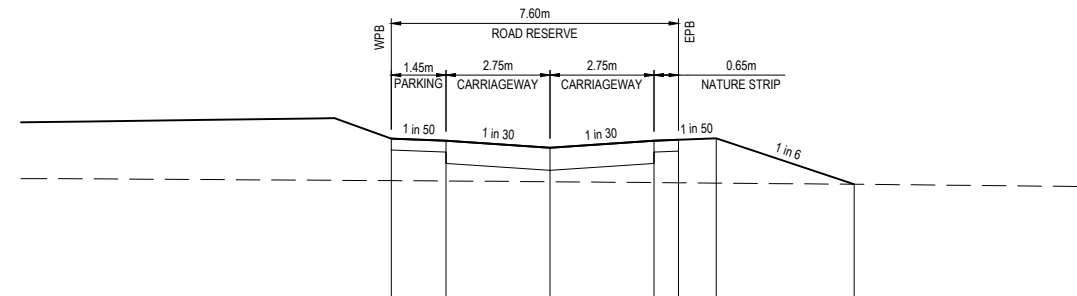 7.60m
WPB
ROAD RESERVE
EPB
1.45m
2.75m
2.75m
0.65m
PARKING
CARRIAGEWAY
CARRIAGEWAY
NATURE STRIP
1 in 50
1 in 30
1 in 30
1 in 50
1 in 6